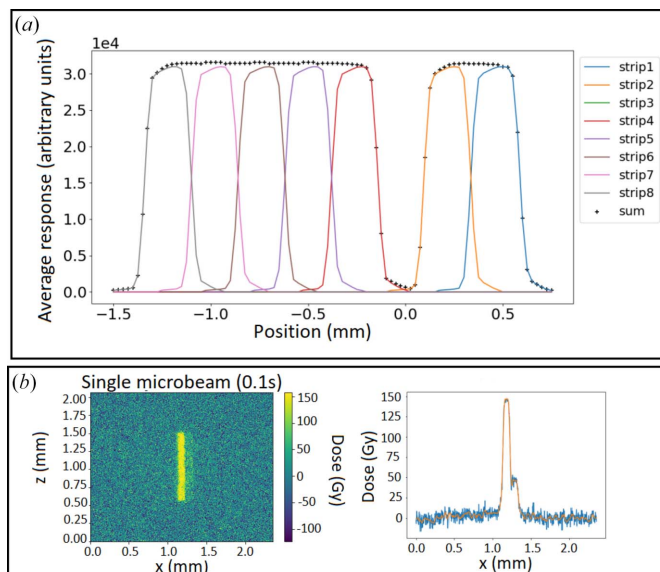 (a)
1e4
Average response (arbitrary units)
3.0
2.5
2.0
1.5
1.0
0.5
0.0
−1.5 −1.0 −0.5 0.0 0.5
Position (mm)
strip1
strip2
strip3
strip4
strip5
strip6
strip7
strip8
sum
(b)
Single microbeam (0.1s)
z (mm)
2.00
1.75
1.50
1.25
1.00
0.75
0.50
0.25
0.00
0.0 0.5 1.0 1.5 2.0
x (mm)
150
100
50
0
−50
−100
Dose (Gy)
Dose (Gy)
150
100
50
0
0.0 0.5 1.0 1.5 2.0
x (mm)